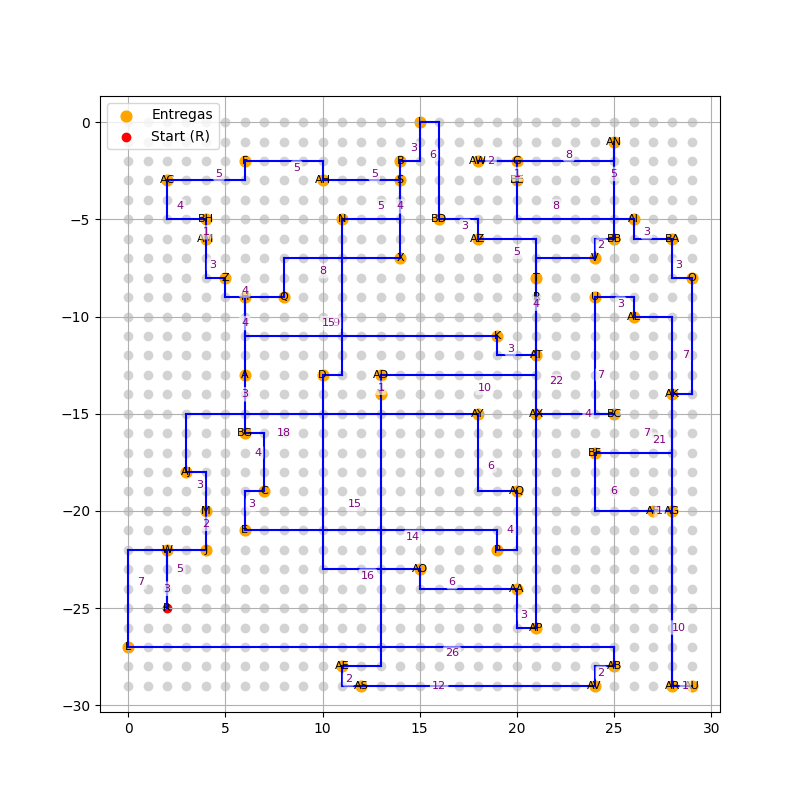 Entregas
Start (R)
0
−5
−10
−15
−20
−25
−30
0
5
10
15
20
25
30
AN
3
6
F
B
AW
2
G
8
5
5
5
1
5
AC
AH
S
4
5
4
8
BH
N
BD
AJ
1
3
AZ
3
BB
BA
2
5
X
V
3
8
3
Z
T
Q
4
O
U
4
3
4
AL
15
K
3
AT
7
D
AD
22
7
A
10
3
1
AK
AY
AX
4
BC
BG
18
7
21
4
BF
6
3
C
AQ
6
3
15
M
1
AG
2
E
4
14
W
5
AO
16
7
3
6
AA
3
AP
10
26
AE
2
AB
2
AS
12
AV
AR
1